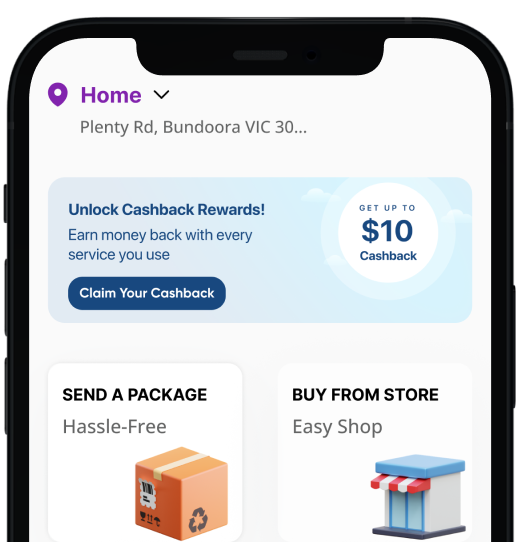 Home
Plenty Rd, Bundoora VIC 30...
Unlock Cashback Rewards!
Earn money back with every
service you use
Claim Your Cashback
GET UP TO
$10
Cashback
SEND A PACKAGE
Hassle-Free
BUY FROM STORE
Easy Shop